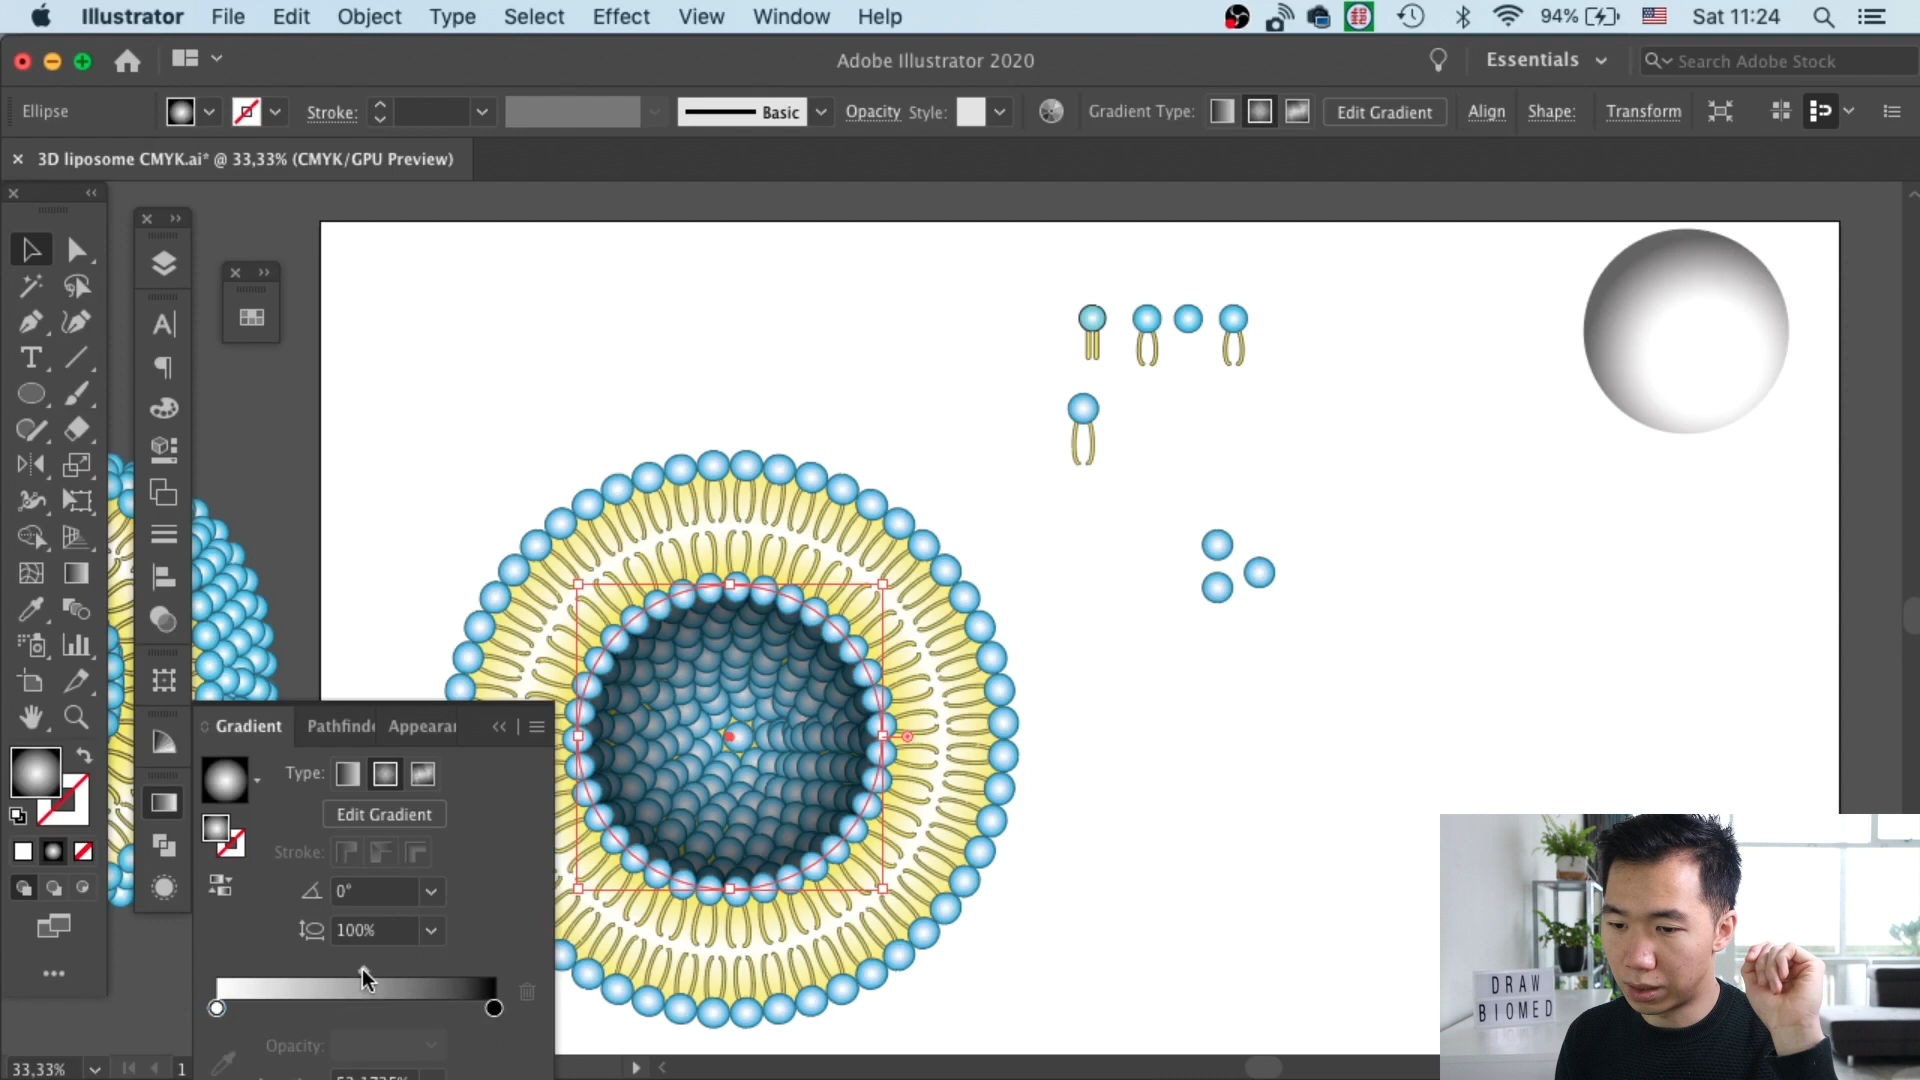 Illustrator File Edit Object Type Select Effect View Window Help
94% Sat 11:24
Adobe Illustrator 2020
Essentials
Search Adobe Stock
Ellipse
Stroke:
Basic
Opacity Style:
Gradient Type:
Edit Gradient
Align
Shape:
Transform
× 3D liposome CMYK.ai* @ 33,33% (CMYK/GPU Preview)
Gradient Pathfinde Appearan
Type:
Edit Gradient
Stroke:
0°
100%
Opacity:
33,33%
1
DRAW
BIOMED